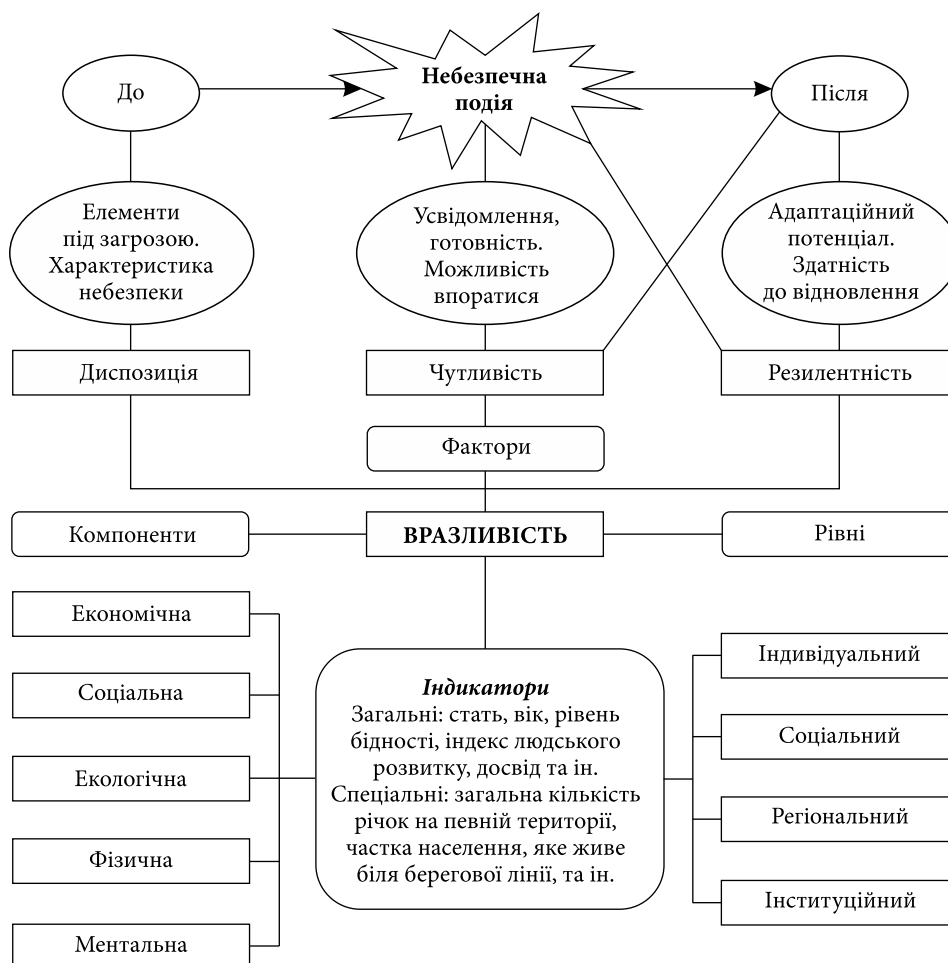 До
Небезпечна
подія
Після
Елементи
під загрозою.
Характеристика
небезпеки
Усвідомлення,
готовність.
Можливість
впоратися
Адаптаційний
потенціал.
Здатність
до відновлення
Диспозиція
Чутливість
Резилентність
Фактори
Компоненти
ВРАЗЛИВІСТЬ
Рівні
Економічна
Соціальна
Екологічна
Фізична
Ментальна
Індикатори
Загальні: стать, вік, рівень
бідності, індекс людського
розвитку, досвід та ін.
Спеціальні: загальна кількість
річок на певній території,
частка населення, яке живе
біля берегової лінії, та ін.
Індивідуальний
Соціальний
Регіональний
Інституційний